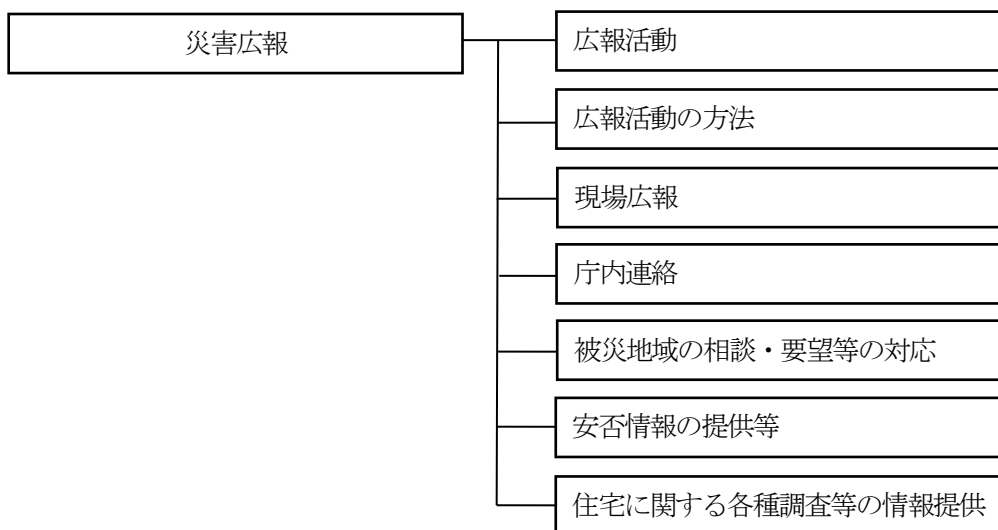 災害広報
広報活動
広報活動の方法
現場広報
庁内連絡
被災地域の相談・要望等の対応
安否情報の提供等
住宅に関する各種調査等の情報提供